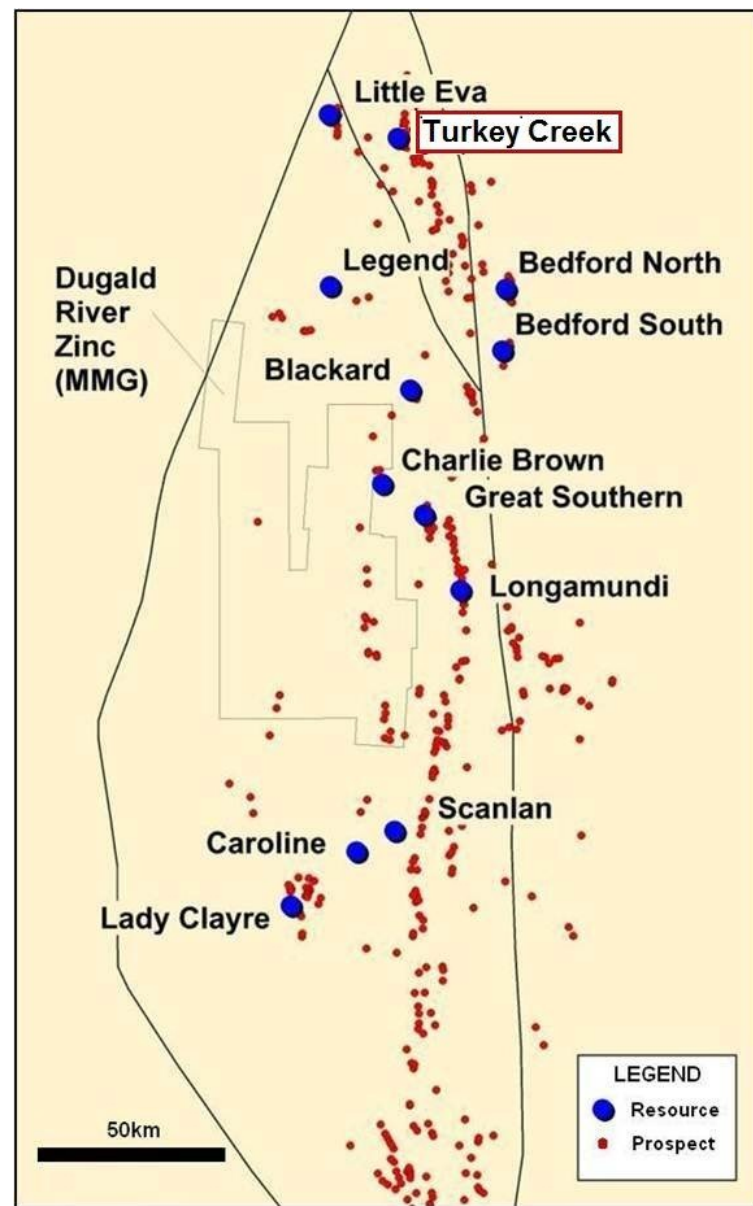 Little Eva
Turkey Creek
Legend
Bedford North
Dugald
River
Zinc
(MMG)
Bedford South
Blackard
Charlie Brown
Great Southern
Longamundi
Scanlan
Caroline
Lady Clayre
LEGEND
Resource
Prospect
50km